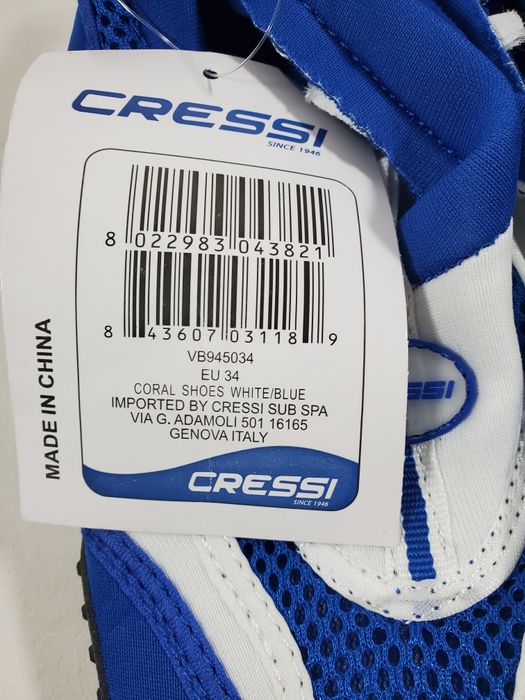 CRESSI
SINCE 1946
8 022983 043821
8 43607 03118 9
VB945034
EU 34
CORAL SHOES WHITE/BLUE
IMPORTED BY CRESSI SUB SPA
VIA G. ADAMOLI 501 16165
GENOVA ITALY
CRESSI
SINCE 1946
MADE IN CHINA
SSI